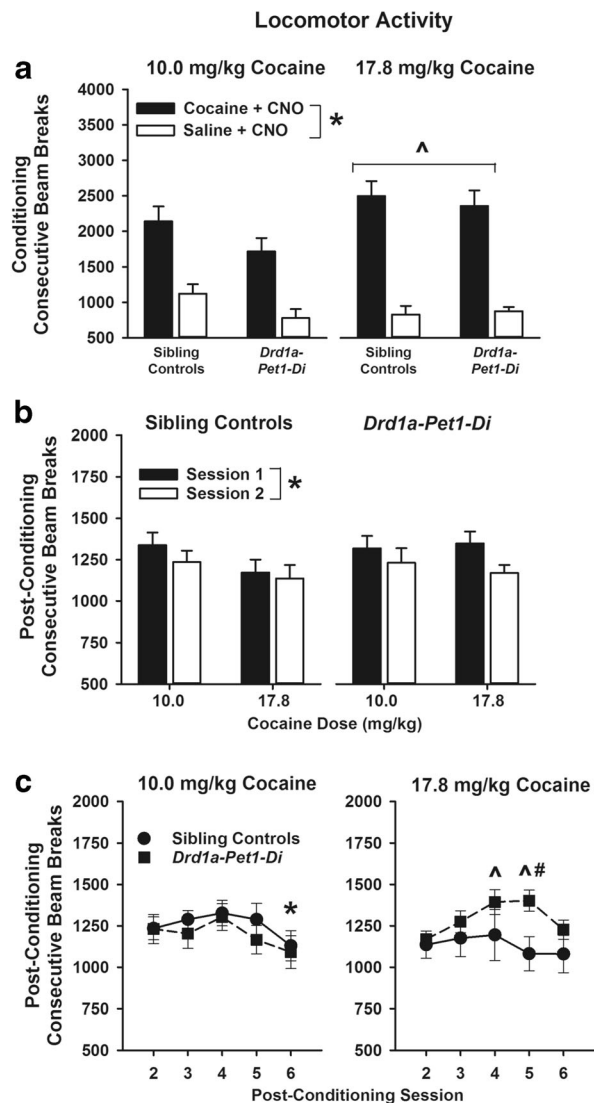 Locomotor Activity
a
10.0 mg/kg Cocaine
17.8 mg/kg Cocaine
Conditioning
Consecutive Beam Breaks
4000
3500
3000
2500
2000
1500
1000
500
Cocaine + CNO
Saline + CNO
*
^
Sibling
Controls
Drd1a-
Pet1-Di
Sibling
Controls
Drd1a-
Pet1-Di
b
Sibling Controls
Drd1a-Pet1-Di
Post-Conditioning
Consecutive Beam Breaks
2000
1750
1500
1250
1000
750
500
Session 1
Session 2
*
10.0
17.8
10.0
17.8
Cocaine Dose (mg/kg)
c
10.0 mg/kg Cocaine
17.8 mg/kg Cocaine
Post-Conditioning
Consecutive Beam Breaks
2000
1750
1500
1250
1000
750
500
Sibling Controls
Drd1a-Pet1-Di
*
^
^#
2 3 4 5 6
2 3 4 5 6
Post-Conditioning Session